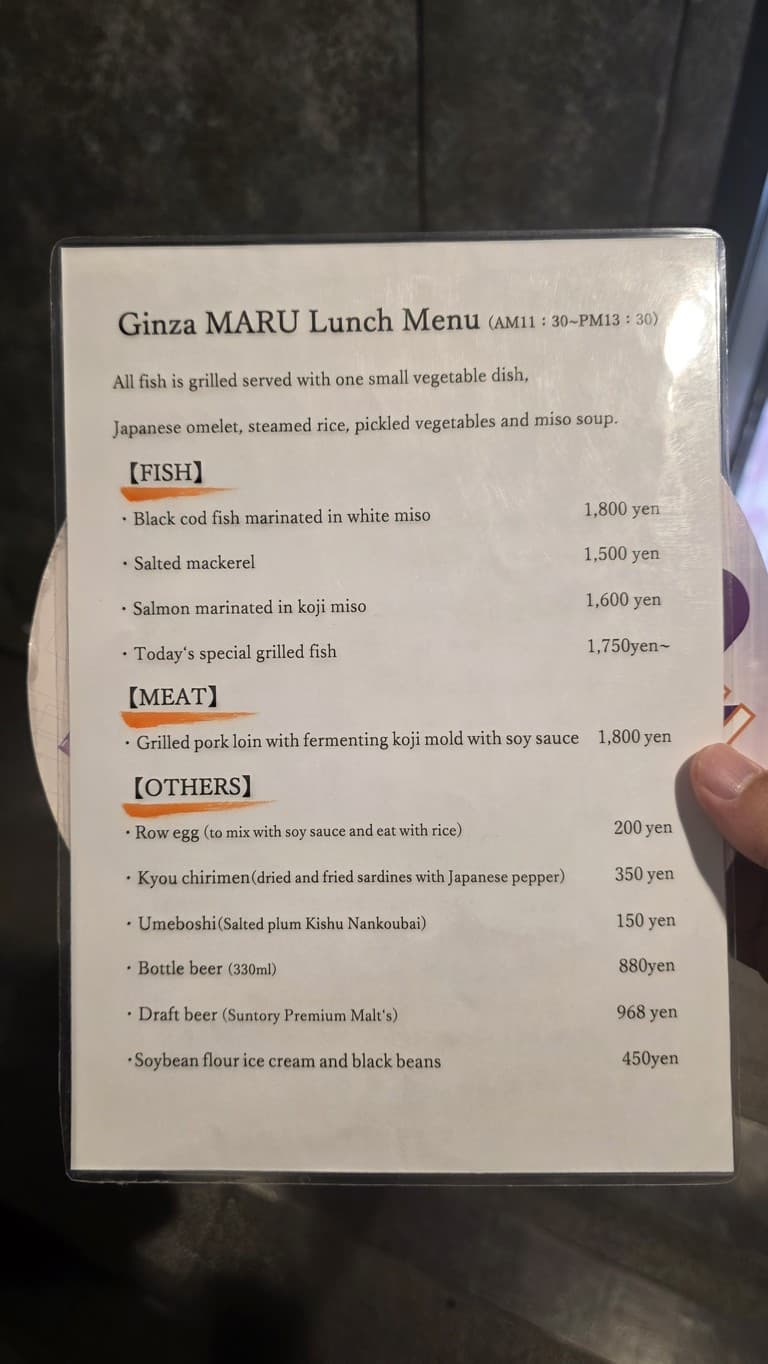 Ginza MARU Lunch Menu (AM11：30~PM13：30)
All fish is grilled served with one small vegetable dish,
Japanese omelet, steamed rice, pickled vegetables and miso soup.
【FISH】
・Black cod fish marinated in white miso 1,800 yen
・Salted mackerel 1,500 yen
・Salmon marinated in koji miso 1,600 yen
・Today's special grilled fish 1,750yen~
【MEAT】
・Grilled pork loin with fermenting koji mold with soy sauce 1,800 yen
【OTHERS】
・Row egg (to mix with soy sauce and eat with rice) 200 yen
・Kyou chirimen(dried and fried sardines with Japanese pepper) 350 yen
・Umeboshi(Salted plum Kishu Nankoubai) 150 yen
・Bottle beer (330ml) 880yen
・Draft beer (Suntory Premium Malt's) 968 yen
・Soybean flour ice cream and black beans 450yen